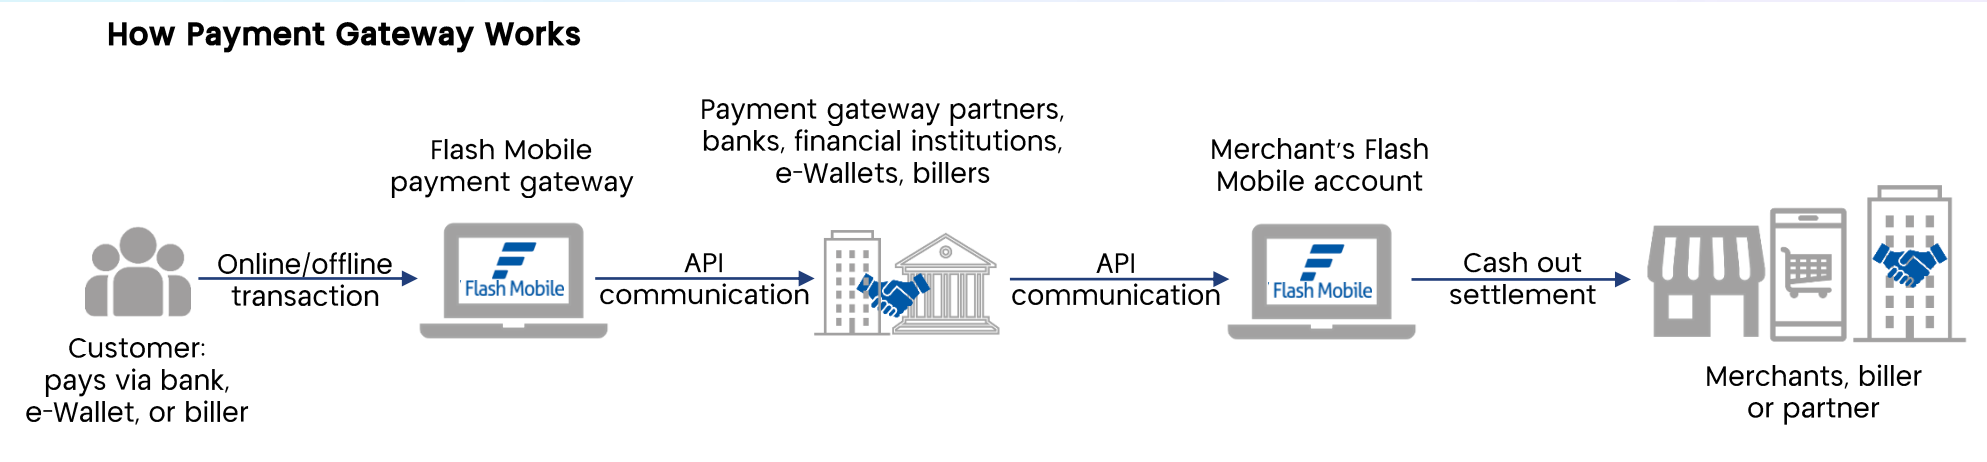 How Payment Gateway Works
Customer:
pays via bank,
e-Wallet, or biller
Online/offline
transaction
Flash Mobile
payment gateway
Flash Mobile
API
communication
Payment gateway partners,
banks, financial institutions,
e-Wallets, billers
API
communication
Merchant's Flash
Mobile account
Flash Mobile
Cash out
settlement
Merchants, biller
or partner